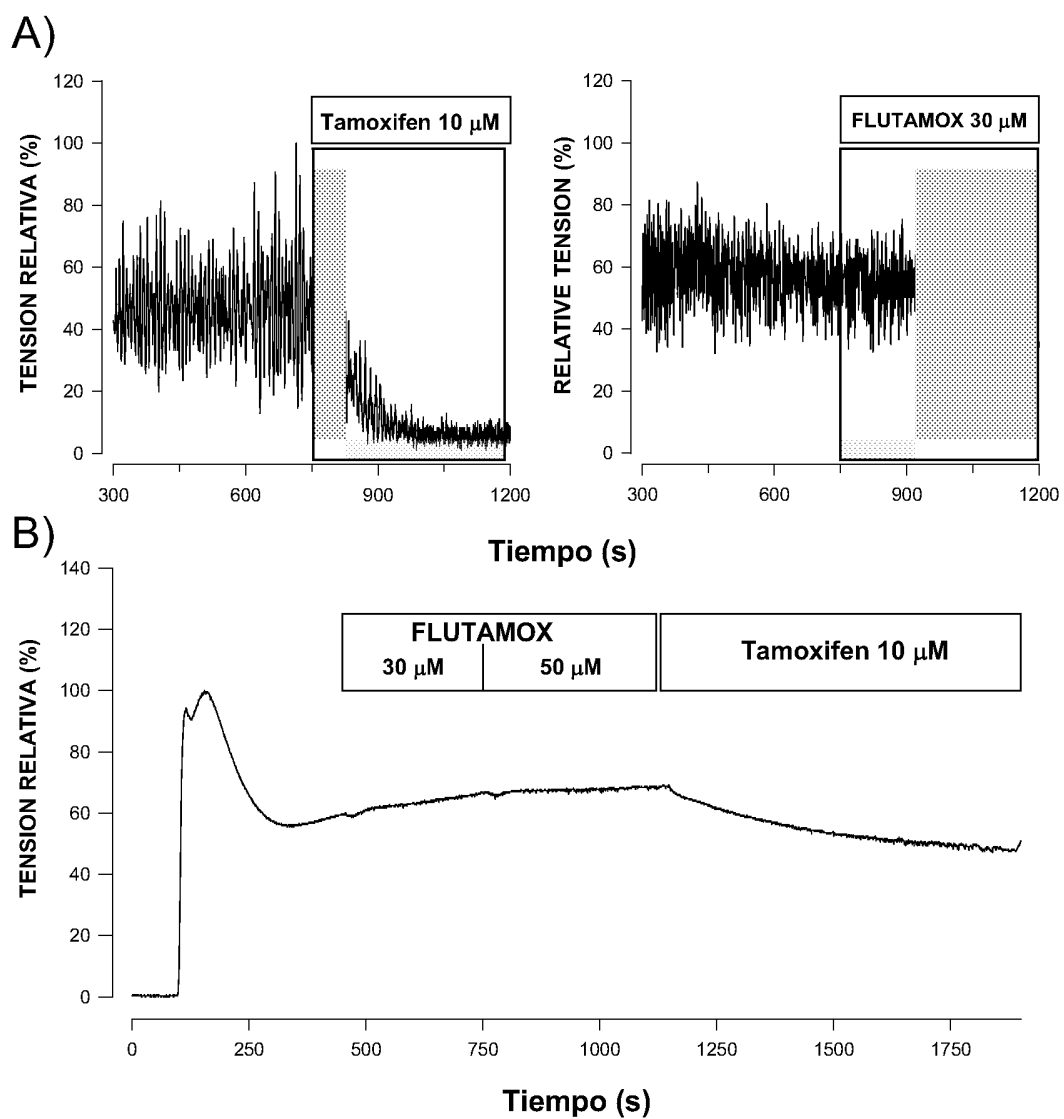 A)
TENSION RELATIVA (%)
120
100
80
60
40
20
0
Tamoxifen 10 μM
300
600
900
1200
RELATIVE TENSION (%)
120
100
80
60
40
20
0
FLUTAMOX 30 μM
300
600
900
1200
Tiempo (s)
B)
TENSION RELATIVA (%)
140
120
100
80
60
40
20
0
FLUTAMOX
30 μM
50 μM
Tamoxifen 10 μM
0
250
500
750
1000
1250
1500
1750
Tiempo (s)